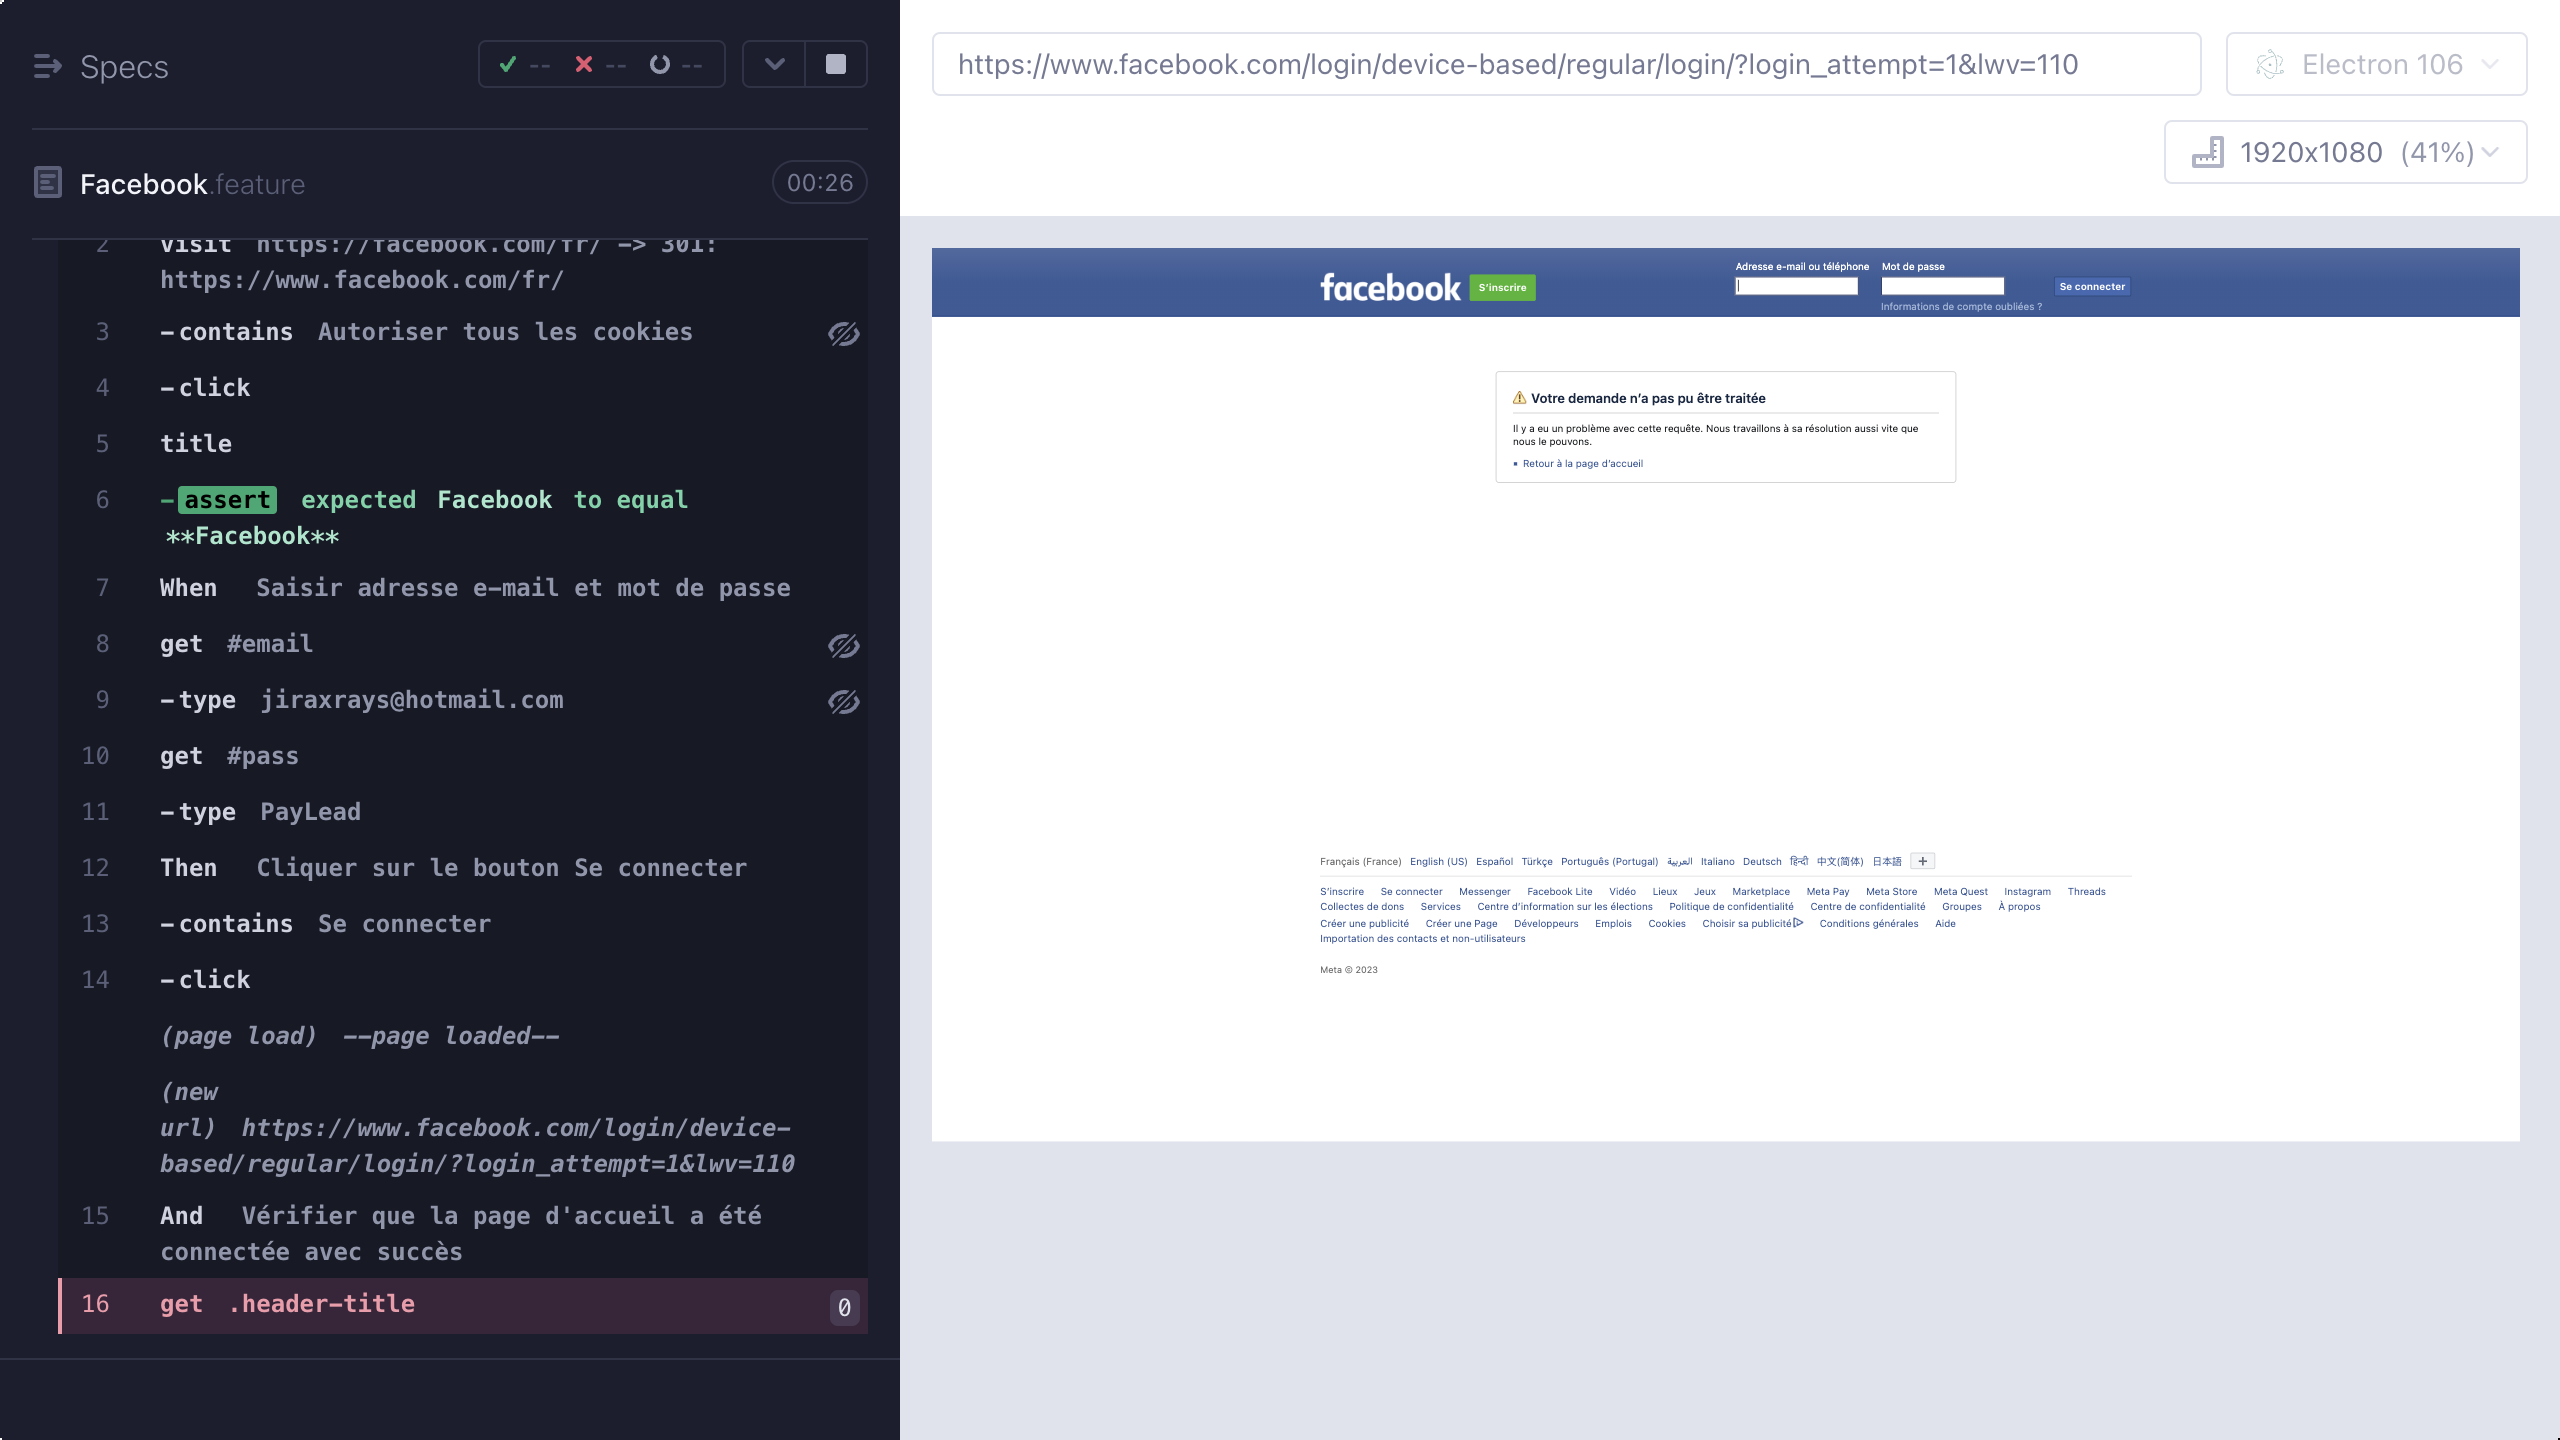 Specs
-- -- --
Facebook.feature
00:26
2 visit https://facebook.com/fr/ -> 301:
https://www.facebook.com/fr/
3 -contains Autoriser tous les cookies
4 -click
5 title
6 -assert expected Facebook to equal
**Facebook**
7 When Saisir adresse e-mail et mot de passe
8 get #email
9 -type jiraxrays@hotmail.com
10 get #pass
11 -type PayLead
12 Then Cliquer sur le bouton Se connecter
13 -contains Se connecter
14 -click
(page load) --page loaded--
(new
url) https://www.facebook.com/login/device-
based/regular/login/?login_attempt=1&lwv=110
15 And Vérifier que la page d'accueil a été
connectée avec succès
16 get .header-title 0
https://www.facebook.com/login/device-based/regular/login/?login_attempt=1&lwv=110
Electron 106
1920x1080 (41%)
facebook
S'inscrire
Adresse e-mail ou téléphone Mot de passe
Se connecter
Informations de compte oubliées ?
Votre demande n'a pas pu être traitée
Il y a eu un problème avec cette requête. Nous travaillons à sa résolution aussi vite que
nous le pouvons.
Retour à la page d'accueil
Français (France) English (US) Español Türkçe Português (Portugal) العربية Italiano Deutsch हिन्दी 中文(简体) 日本語 +
S'inscrire Se connecter Messenger Facebook Lite Vidéo Lieux Jeux Marketplace Meta Pay Meta Store Meta Quest Instagram Threads
Collectes de dons Services Centre d'information sur les élections Politique de confidentialité Centre de confidentialité Groupes À propos
Créer une publicité Créer une Page Développeurs Emplois Cookies Choisir sa publicité Conditions générales Aide
Importation des contacts et non-utilisateurs
Meta © 2023